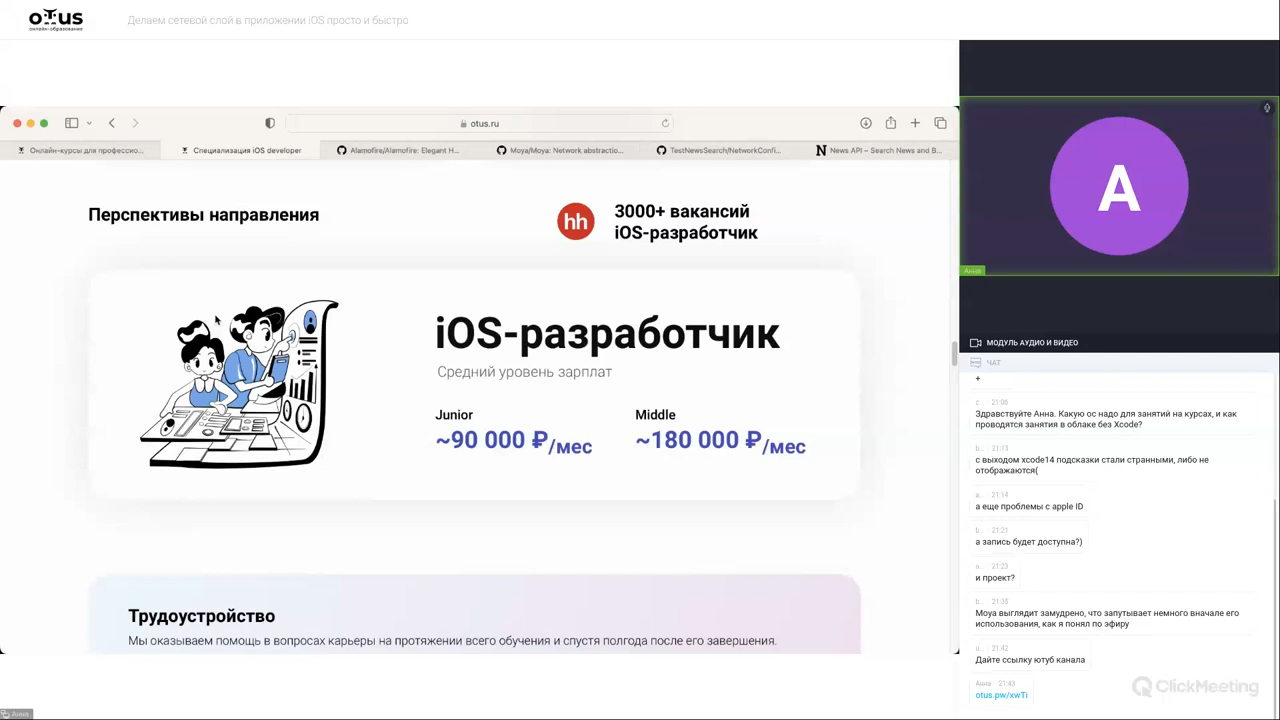 отus
онлайн-образование
Делаем сетевой слой в приложении iOS просто и быстро
otus.ru
Онлайн-курсы для профессио...
Специализация iOS developer
Alamofire/Alamofire: Elegant H...
Moya/Moya: Network abstractio...
TestNewsSearch/NetworkConfi...
News API – Search News and B...
Перспективы направления
hh
3000+ вакансий
iOS-разработчик
iOS-разработчик
Средний уровень зарплат
Junior
Middle
~90 000 ₽/мес
~180 000 ₽/мес
Трудоустройство
Мы оказываем помощь в вопросах карьеры на протяжении всего обучения и спустя полгода после его завершения.
Анна
A
Анна
МОДУЛЬ АУДИО И ВИДЕО
ЧАТ
+
21:06
Здравствуйте Анна. Какую ос надо для занятий на курсах, и как
проводятся занятия в облаке без Xcode?
b... 21:13
с выходом xcode14 подсказки стали странными, либо не
отображаются(
a... 21:14
а еще проблемы с apple ID
b... 21:21
а запись будет доступна?)
21:23
и проект?
b... 21:35
Моya выглядит замудрено, что запутывает немного вначале его
использования, как я понял по эфиру
21:42
Дайте ссылку ютуб канала
Анна 21:43
otus.pw/xwTi
ClickMeeting